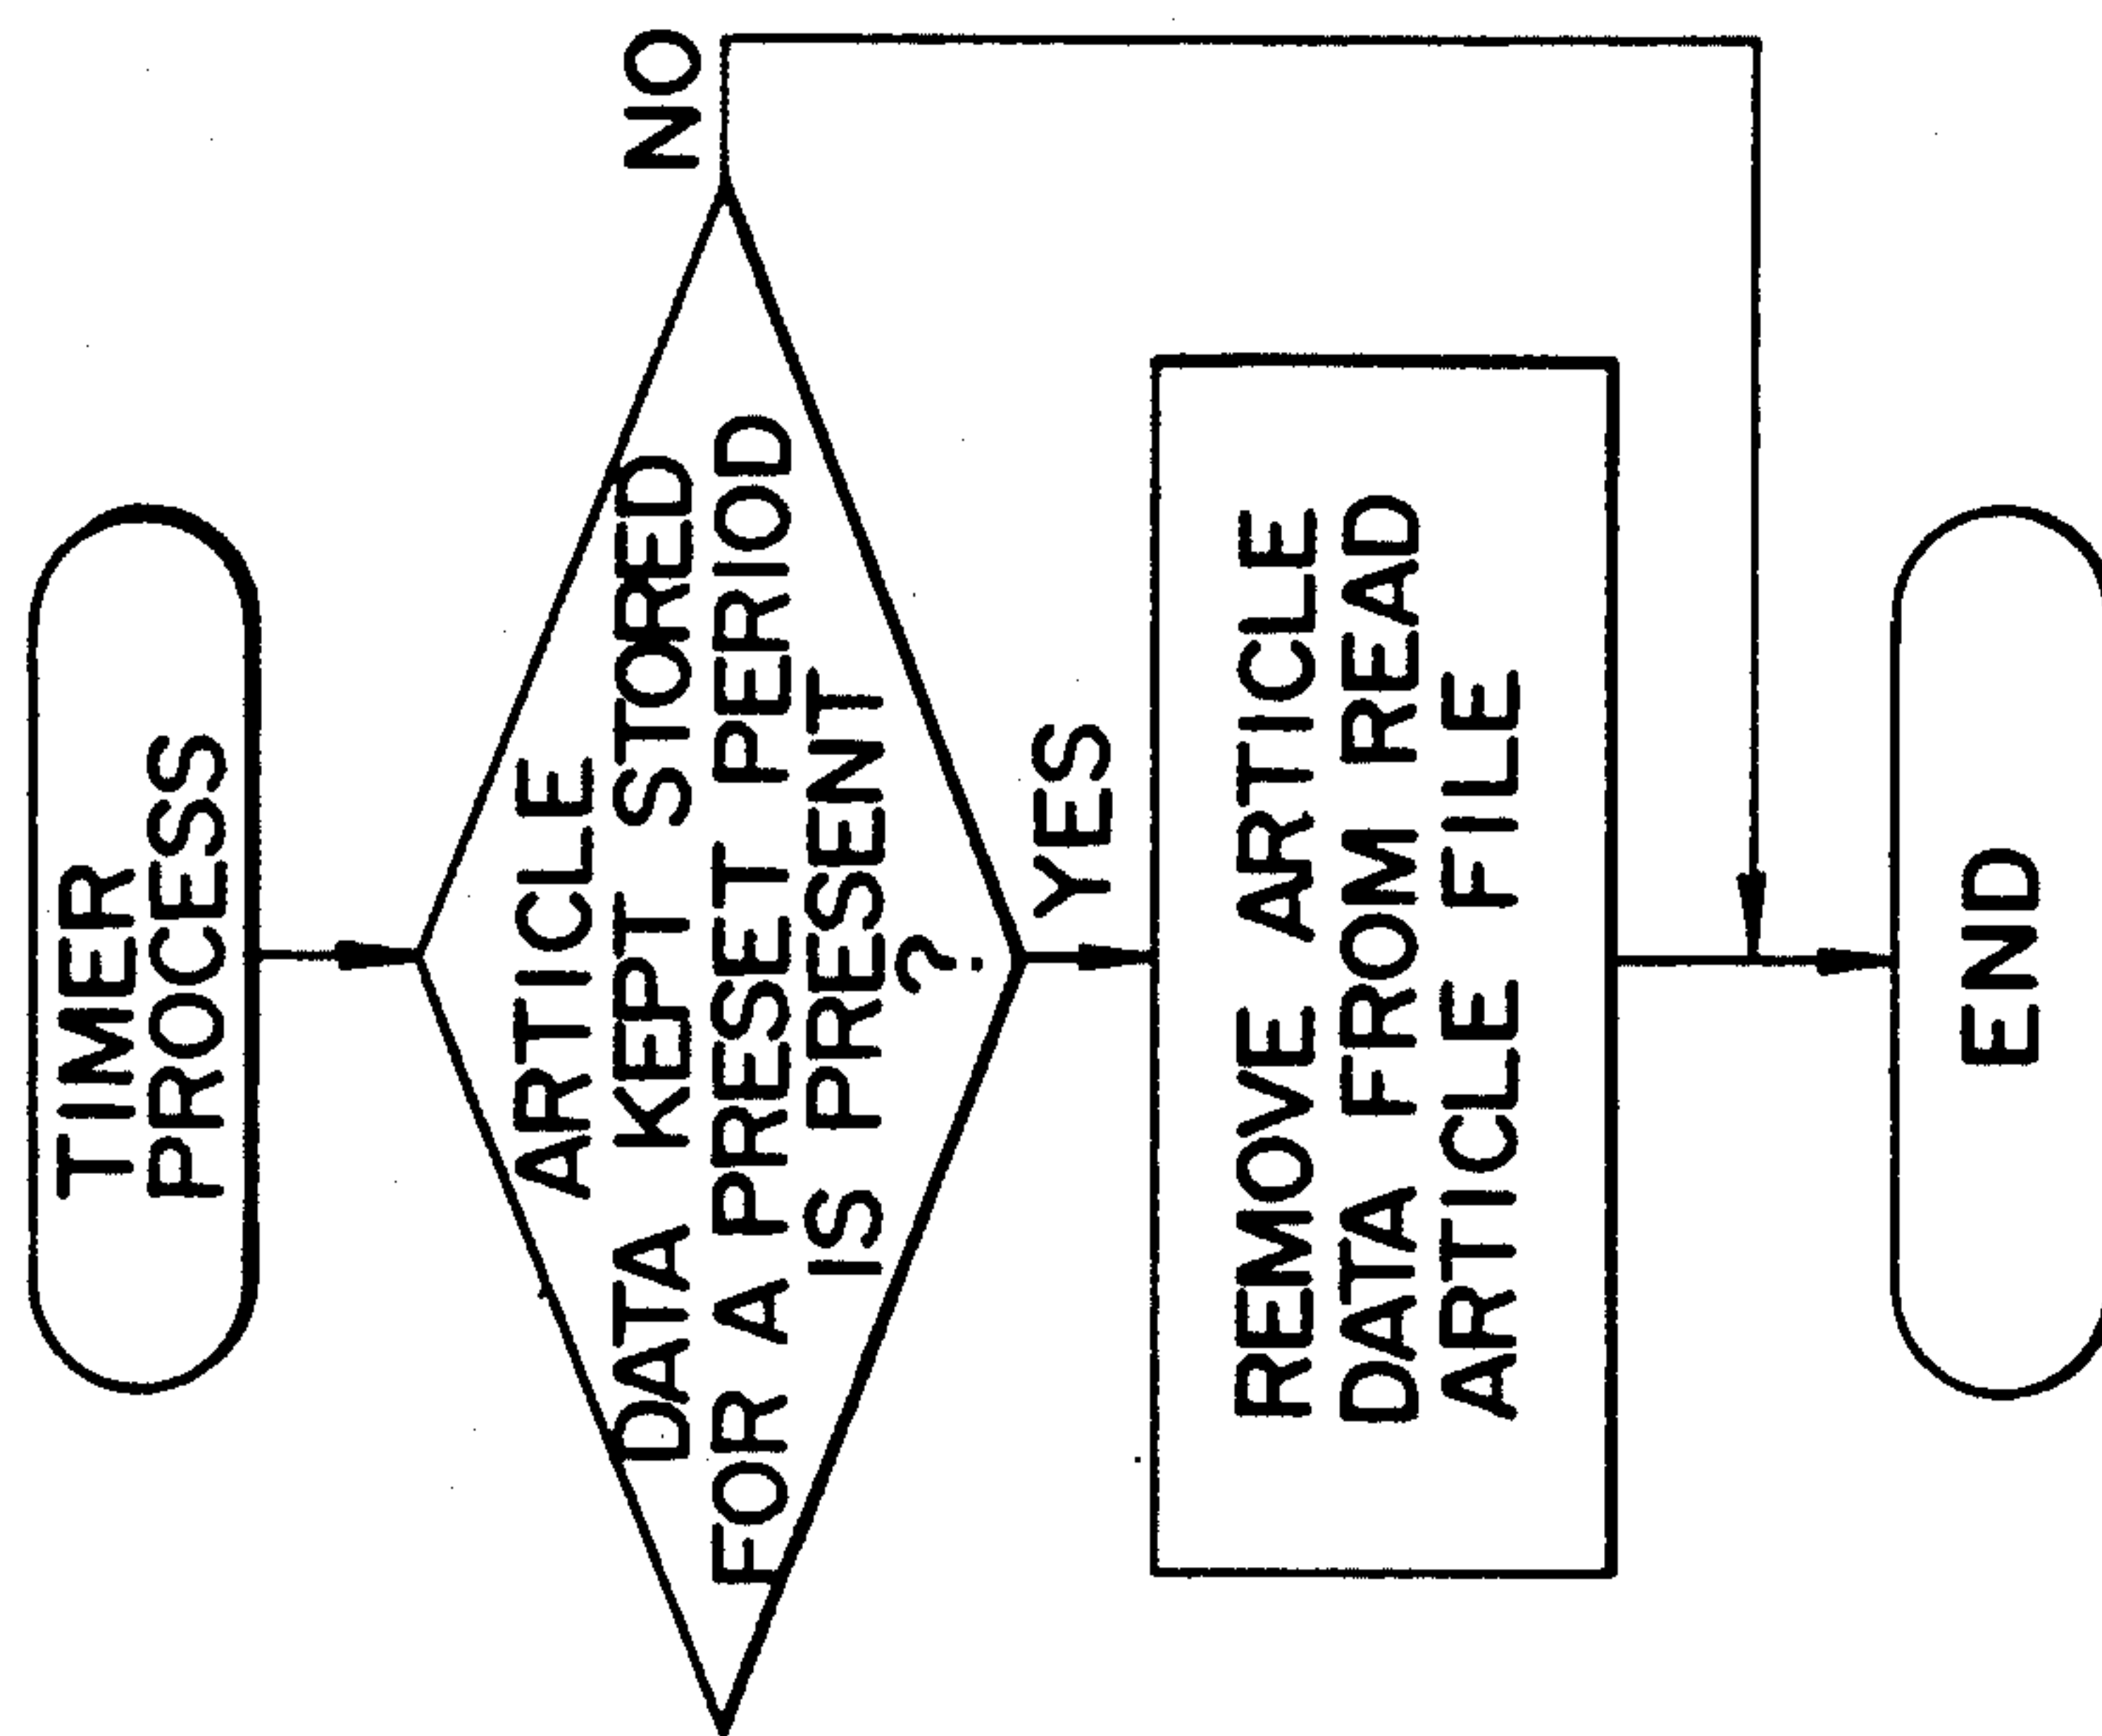 TIMER
PROCESS
ARTICLE
DATA KEPT STORED
FOR A PRESET PERIOD
IS PRESENT
?
NO
YES
REMOVE ARTICLE
DATA FROM READ
ARTICLE FILE
END